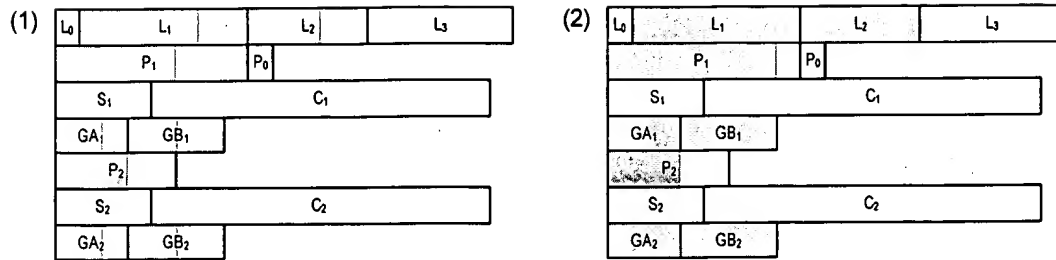 (1)
L₀ L₁ L₂ L₃
P₁ P₀
S₁ C₁
GA₁ GB₁
P₂
S₂ C₂
GA₂ GB₂
(2)
L₀ L₁ L₂ L₃
P₁ P₀
S₁ C₁
GA₁ GB₁
P₂
S₂ C₂
GA₂ GB₂